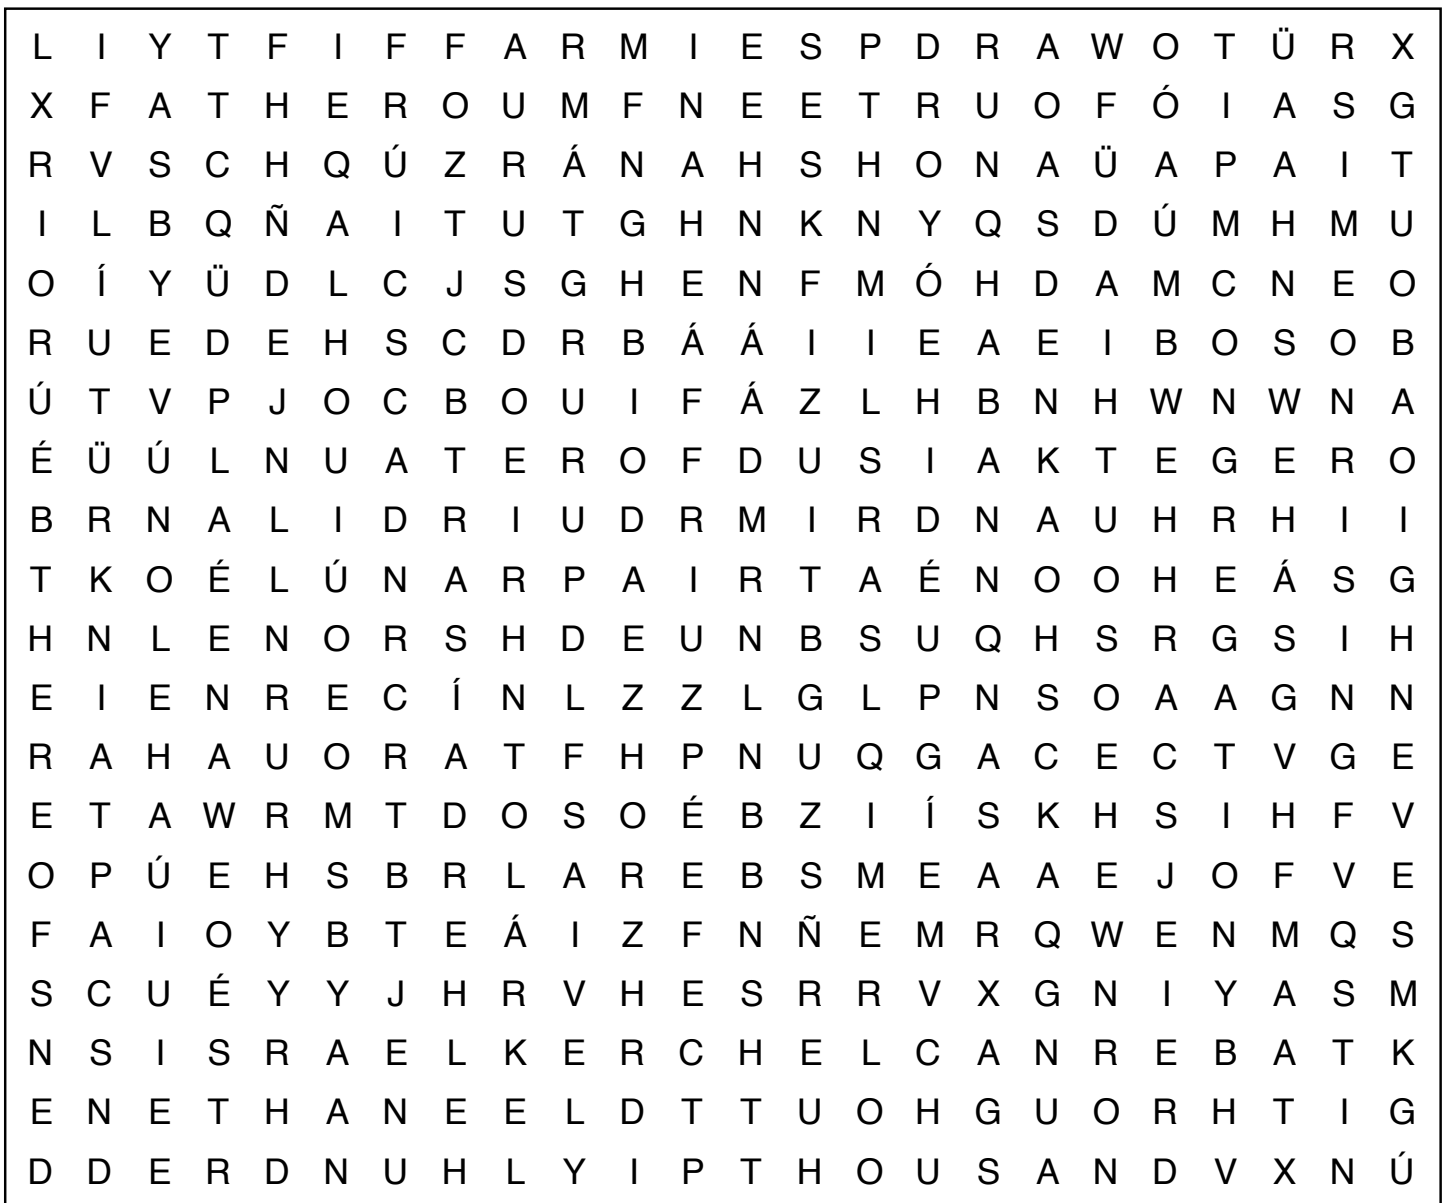 L I Y T F I F F A R M I E S P D R A W O T Ü R X
X F A T H E R O U M F N E E T R U O F Ó I A S G
R V S C H Q Ú Z R Á N A H S H O N A Ü A P A I T
I L B Q Ñ A I T U T G H N K N Y Q S D Ú M H M U
O Í Y Ü D L C J S G H E N F M Ó H D A M C N E O
R U E D E H S C D R B Á Á I I E A E I B O S O B
Ú T V P J O C B O U I F Á Z L H B N H W N W N A
É Ü Ú L N U A T E R O F D U S I A K T E G E R O
B R N A L I D R I U D R M I R D N A U H R H I I
T K O É L Ú N A R P A I R T A É N O O H E Á S G
H N L E N O R S H D E U N B S U Q H S R G S I H
E I E N R E C Í N L Z Z L G L P N S O A A G N N
R A H A U O R A T F H P N U Q G A C E C T V G E
E T A W R M T D O S O É B Z I Í S K H S I H F V
O P Ú E H S B R L A R E B S M E A A E J O F V E
F A I O Y B T E Á I Z F N Ñ E M R Q W E N M Q S
S C U É Y Y J H R V H E S R R V X G N I Y A S M
N S I S R A E L K E R C H E L C A N R E B A T K
E N E T H A N E E L D T T U O H G U O R H T I G
D D E R D N U H L Y I P T H O U S A N D V X N Ú